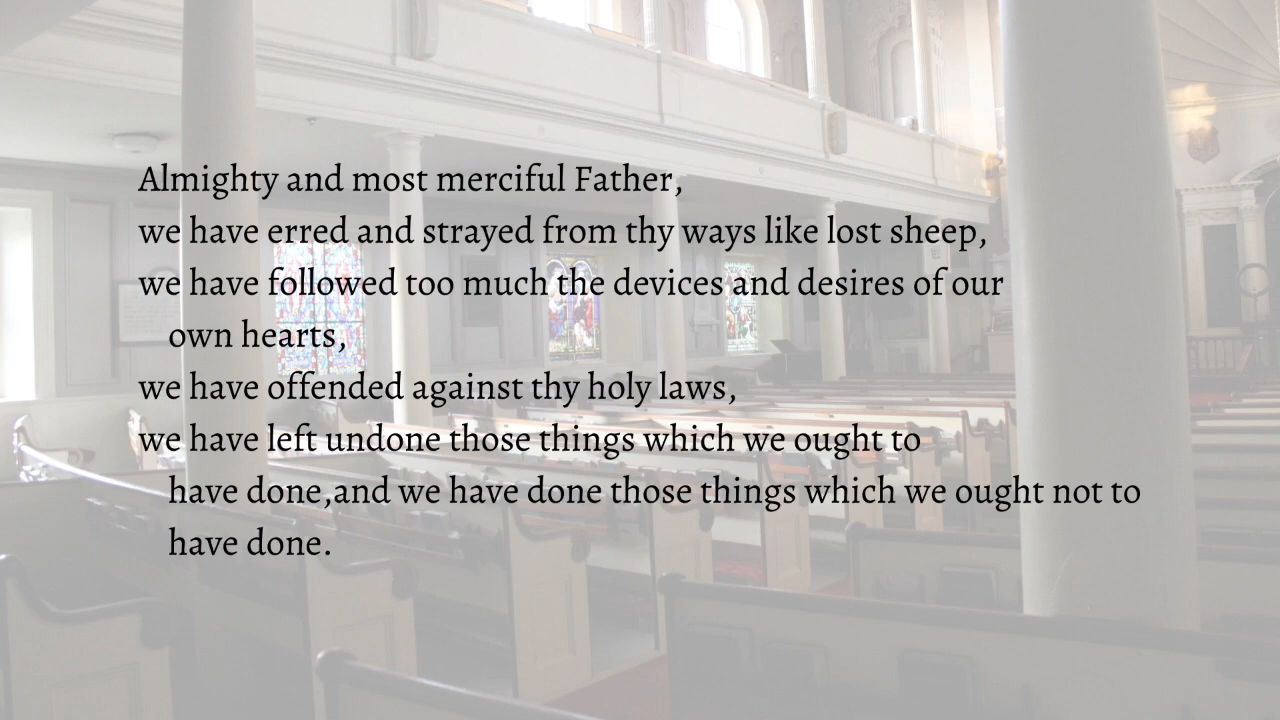 Almighty and most merciful Father,
we have erred and strayed from thy ways like lost sheep,
we have followed too much the devices and desires of our
own hearts,
we have offended against thy holy laws,
we have left undone those things which we ought to
have done,and we have done those things which we ought not to
have done.